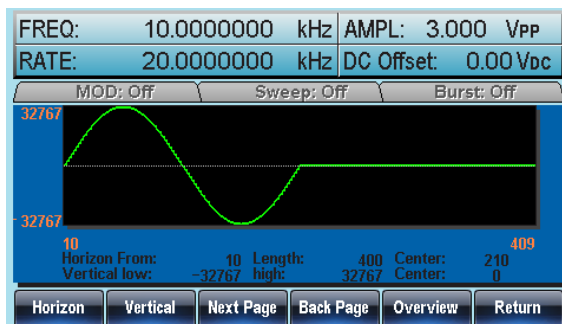 FREQ: 10.0000000 kHz AMPL: 3.000 VPP
RATE: 20.0000000 kHz DC Offset: 0.00 VDC
MOD: Off Sweep: Off Burst: Off
32767
- 32767
10 409
Horizon From: 10 Length: 400 Center: 210
Vertical low: -32767 high: 32767 Center: 0
Horizon Vertical Next Page Back Page Overview Return